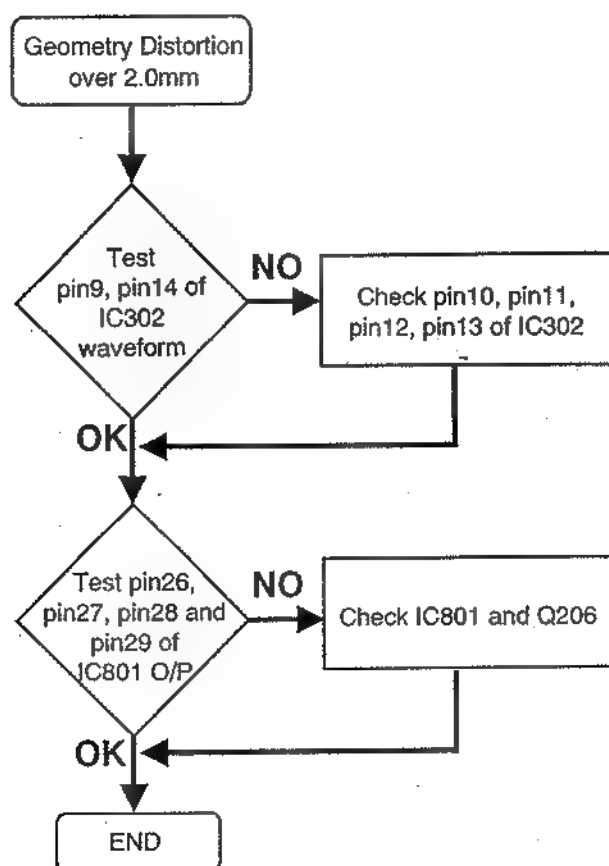 Geometry Distortion
over 2.0mm
Test
pin9, pin14 of
IC302
waveform
NO
Check pin10, pin11,
pin12, pin13 of IC302
OK
Test pin26,
pin27, pin28 and
pin29 of
IC801 O/P
NO
Check IC801 and Q206
OK
END